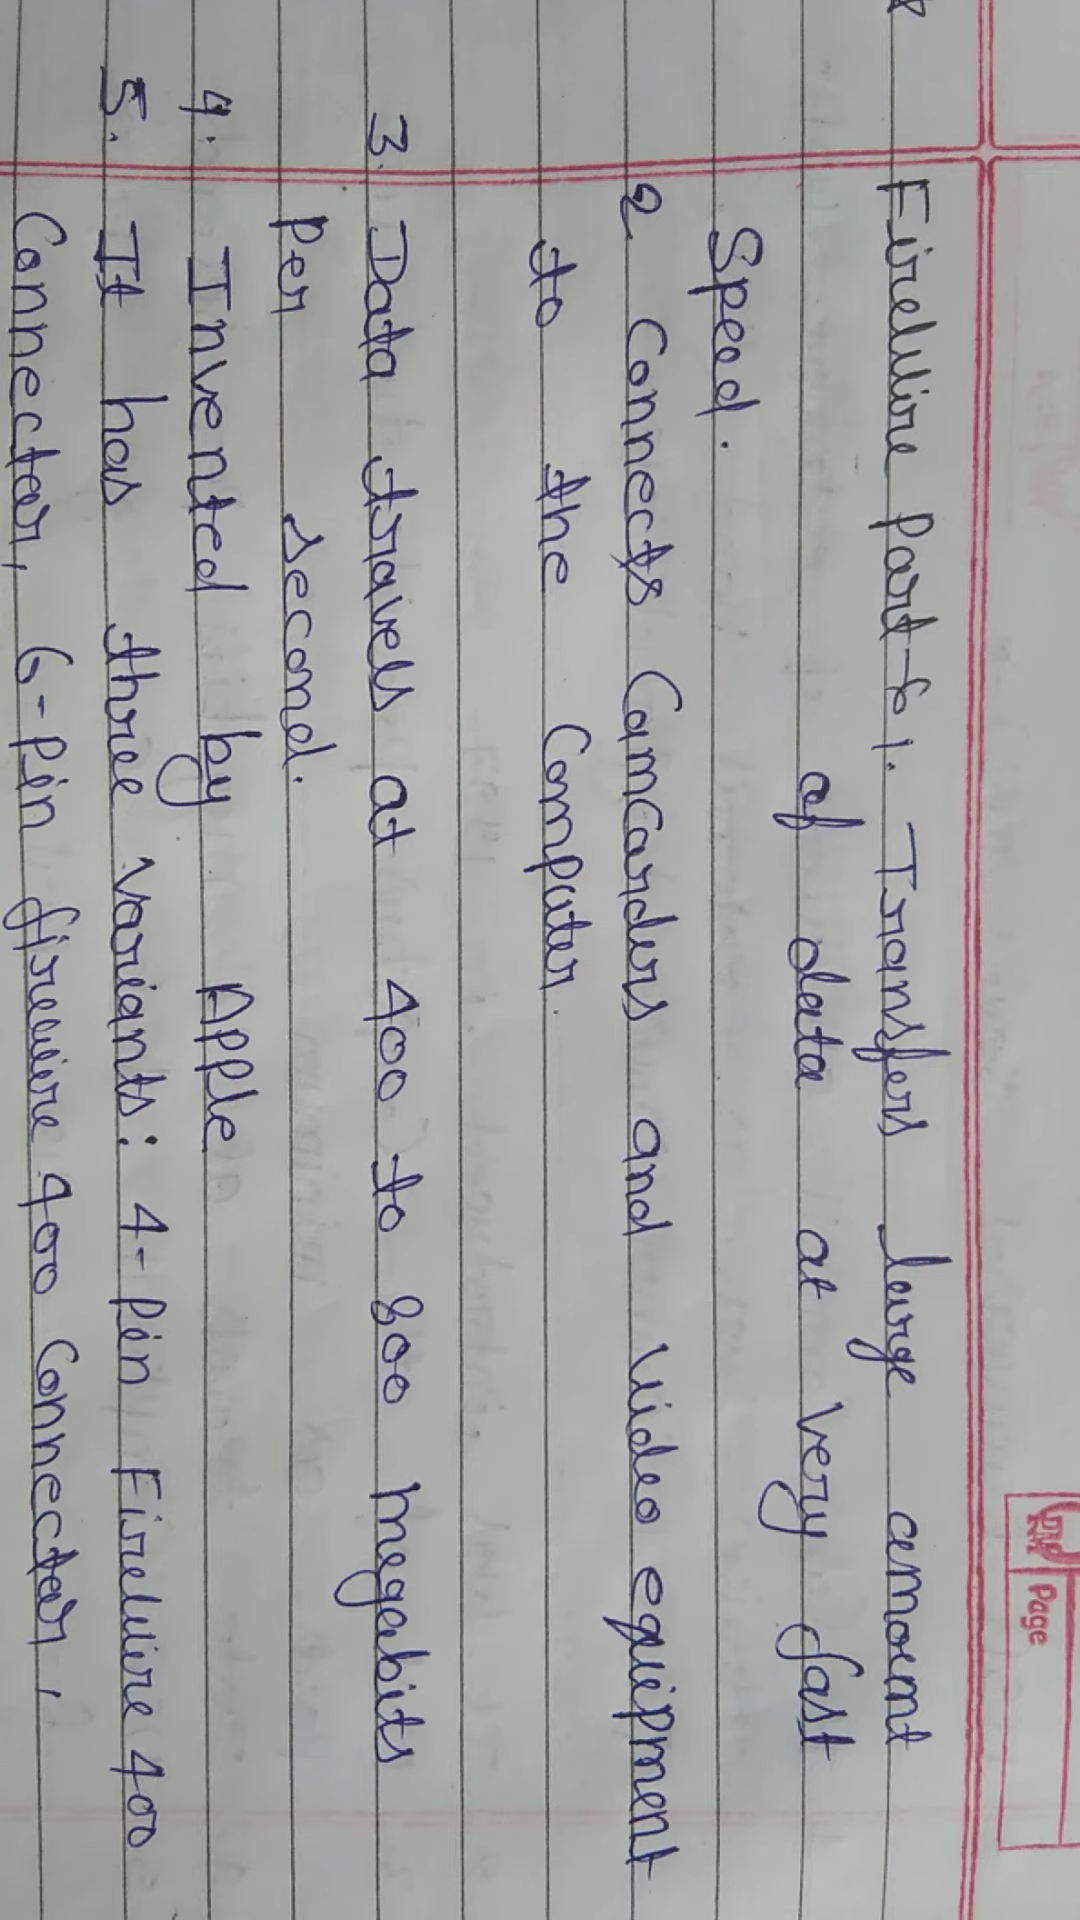 Page
FireWire Port- 1. Transfers large amount
of data at very fast
Speed.
2. Connects Camcorders and Video equipment
to the Computer.
3. Data travels at 400 to 800 megabits
Per second.
4. Invented by Apple
5. It has three variants: 4-Pin FireWire 400
Connector, 6-Pin firewire 400 Connector,